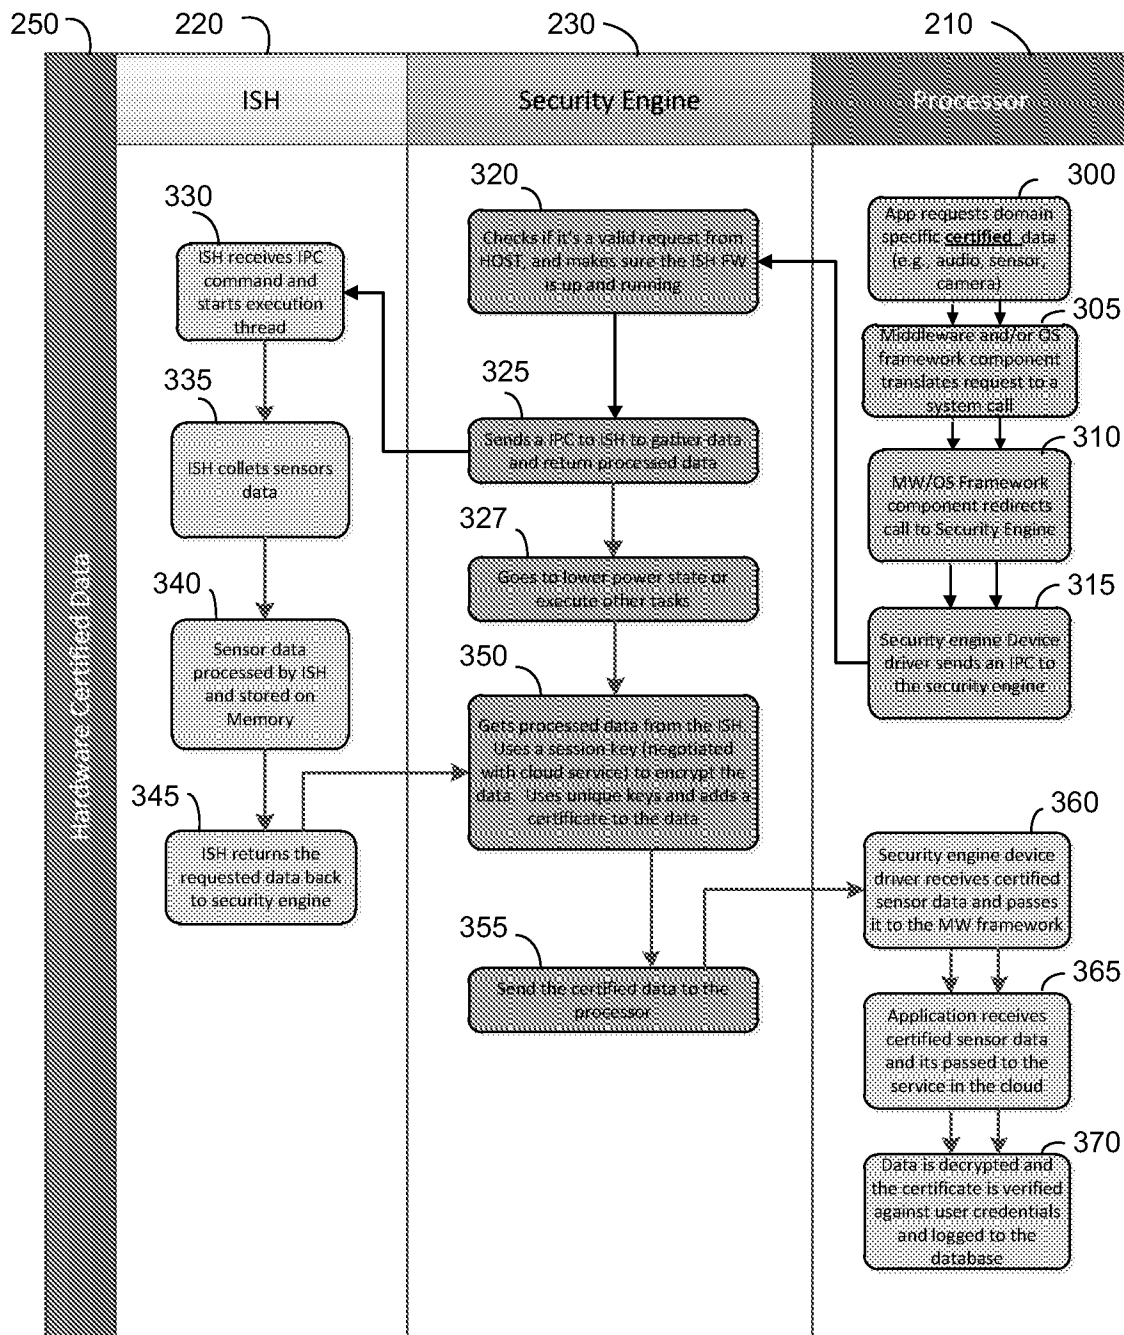 250
220
230
210
ISH
Security Engine
Processor
Hardware Certified Data
330
ISH receives IPC
command and
starts execution
thread
335
ISH collets sensors
data
340
Sensor data
processed by ISH
and stored on
Memory
345
ISH returns the
requested data back
to security engine
320
Checks if it's a valid request from
HOST, and makes sure the ISH FW
is up and running
325
Sends a IPC to ISH to gather data
and return processed data
327
Goes to lower power state or
execute other tasks
350
Gets processed data from the ISH.
Uses a session key (negotiated
with cloud service) to encrypt the
data. Uses unique keys and adds a
certificate to the data
355
Send the certified data to the
processor
300
App requests domain
specific certified data
(e.g., audio, sensor,
camera)
305
Middleware and/or OS
framework component
translates request to a
system call
310
MW/OS Framework
component redirects
call to Security Engine
315
Security engine Device
driver sends an IPC to
the security engine
360
Security engine device
driver receives certified
sensor data and passes
it to the MW framework
365
Application receives
certified sensor data
and its passed to the
service in the cloud
370
Data is decrypted and
the certificate is verified
against user credentials
and logged to the
database